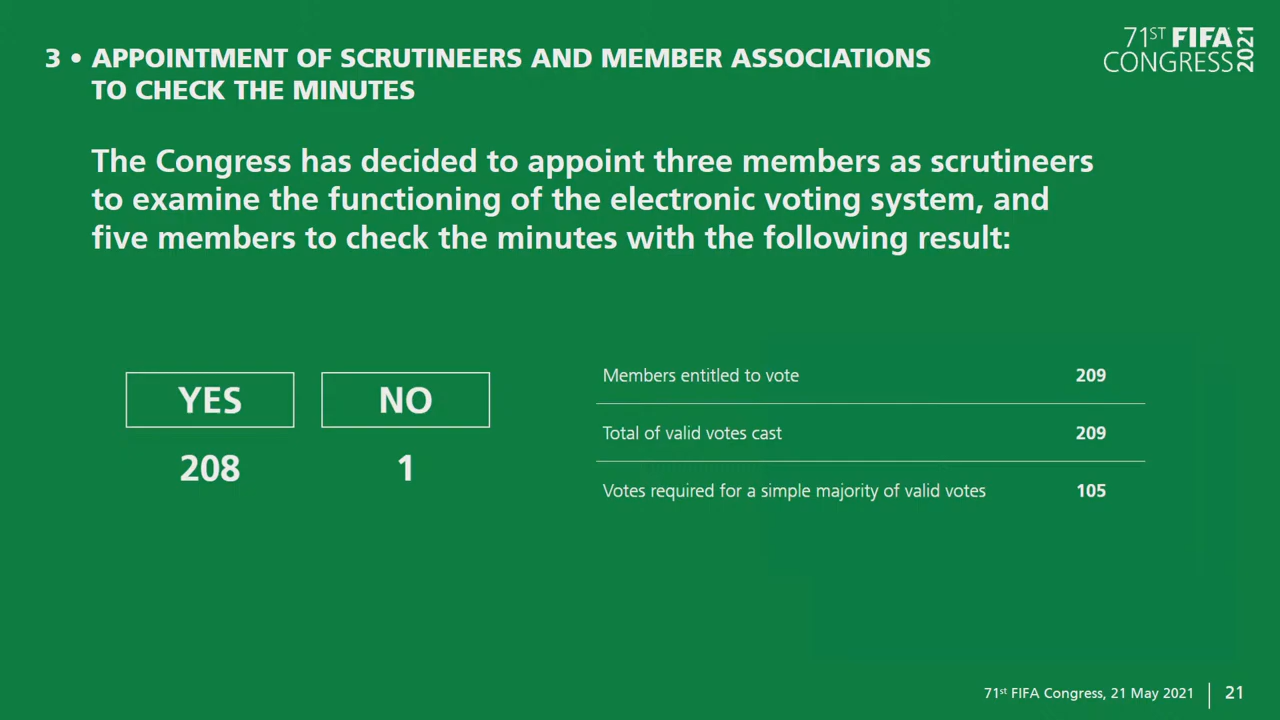 3 • APPOINTMENT OF SCRUTINEERS AND MEMBER ASSOCIATIONS
TO CHECK THE MINUTES
71ST FIFA
CONGRESS 2021
The Congress has decided to appoint three members as scrutineers
to examine the functioning of the electronic voting system, and
five members to check the minutes with the following result:
YES NO
208 1
Members entitled to vote 209
Total of valid votes cast 209
Votes required for a simple majority of valid votes 105
71st FIFA Congress, 21 May 2021 | 21